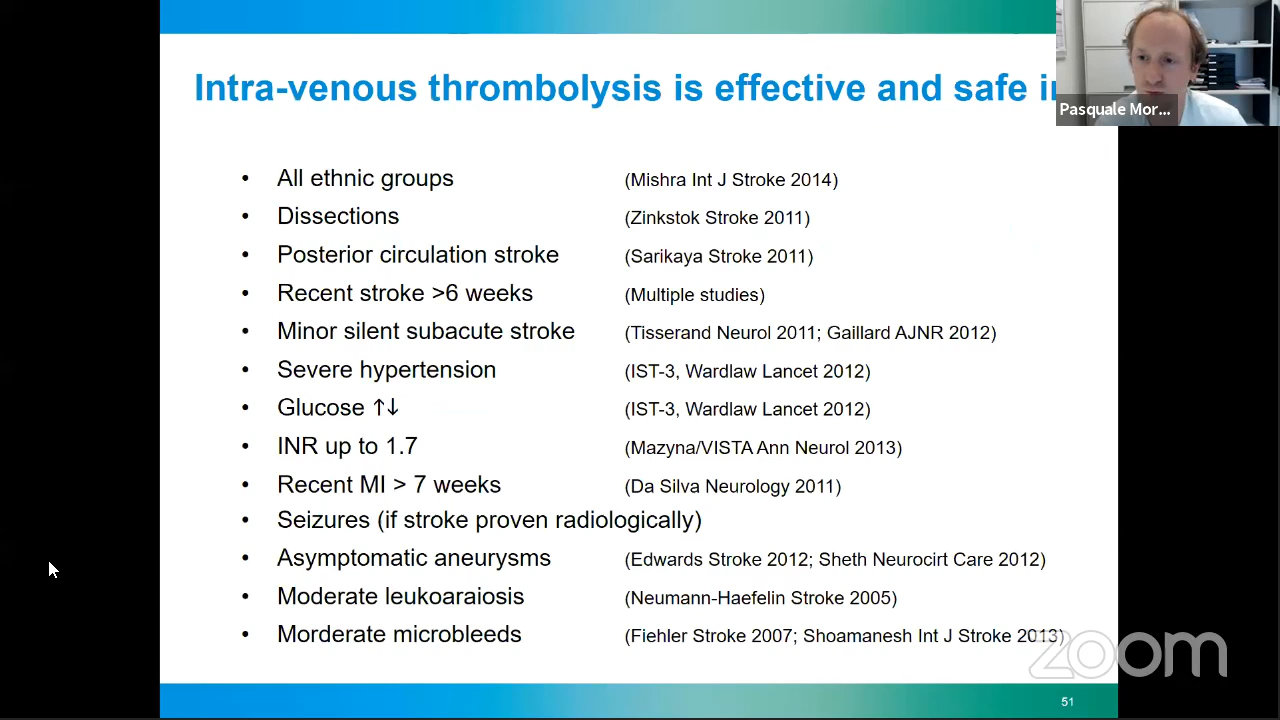 Intra-venous thrombolysis is effective and safe in
Pasquale Mor...
• All ethnic groups (Mishra Int J Stroke 2014)
• Dissections (Zinkstok Stroke 2011)
• Posterior circulation stroke (Sarikaya Stroke 2011)
• Recent stroke >6 weeks (Multiple studies)
• Minor silent subacute stroke (Tisserand Neurol 2011; Gaillard AJNR 2012)
• Severe hypertension (IST-3, Wardlaw Lancet 2012)
• Glucose ↑↓ (IST-3, Wardlaw Lancet 2012)
• INR up to 1.7 (Mazyna/VISTA Ann Neurol 2013)
• Recent MI > 7 weeks (Da Silva Neurology 2011)
• Seizures (if stroke proven radiologically)
• Asymptomatic aneurysms (Edwards Stroke 2012; Sheth Neurocirt Care 2012)
• Moderate leukoaraiosis (Neumann-Haefelin Stroke 2005)
• Morderate microbleeds (Fiehler Stroke 2007; Shoamanesh Int J Stroke 2013)
zoom
51